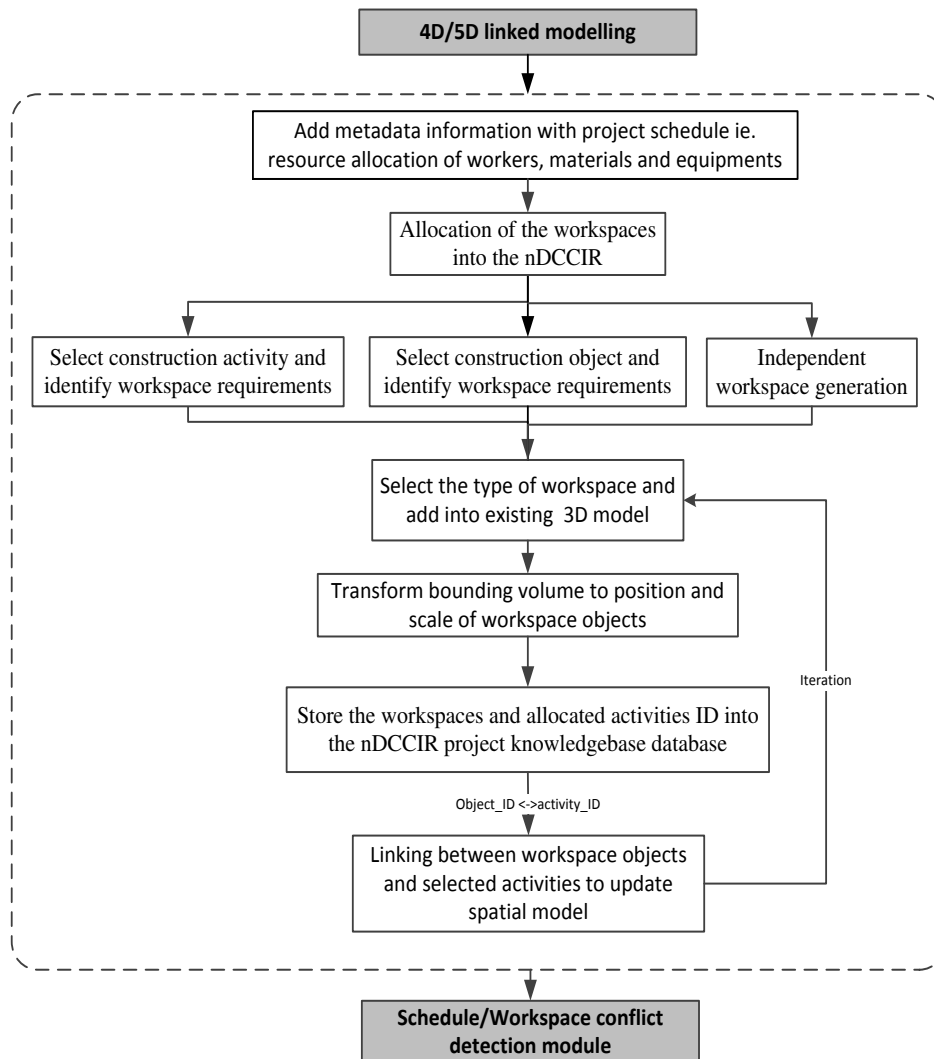 4D/5D linked modelling
Add metadata information with project schedule ie.
resource allocation of workers, materials and equipments
Allocation of the workspaces
into the nDCCIR
Select construction activity and
identify workspace requirements
Select construction object and
identify workspace requirements
Independent
workspace generation
Select the type of workspace and
add into existing 3D model
Transform bounding volume to position and
scale of workspace objects
Iteration
Store the workspaces and allocated activities ID into
the nDCCIR project knowledgebase database
Object_ID <->activity_ID
Linking between workspace objects
and selected activities to update
spatial model
Schedule/Workspace conflict
detection module